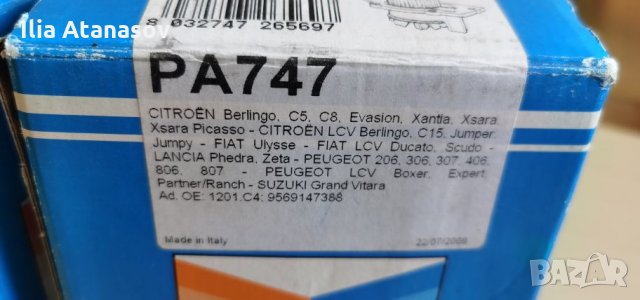 Ilia Atanasov
8 032747 265697
PA747
CITROËN Berlingo, C5, C8, Evasion, Xantia, Xsara,
Xsara Picasso - CITROËN LCV Berlingo, C15, Jumper,
Jumpy - FIAT Ulysse - FIAT LCV Ducato, Scudo -
LANCIA Phedra, Zeta - PEUGEOT 206, 306, 307, 406,
806, 807 - PEUGEOT LCV Boxer, Expert,
Partner/Ranch - SUZUKI Grand Vitara
Ad. OE: 1201.C4; 9569147388
Made in Italy
22/07/2008
BAZAR